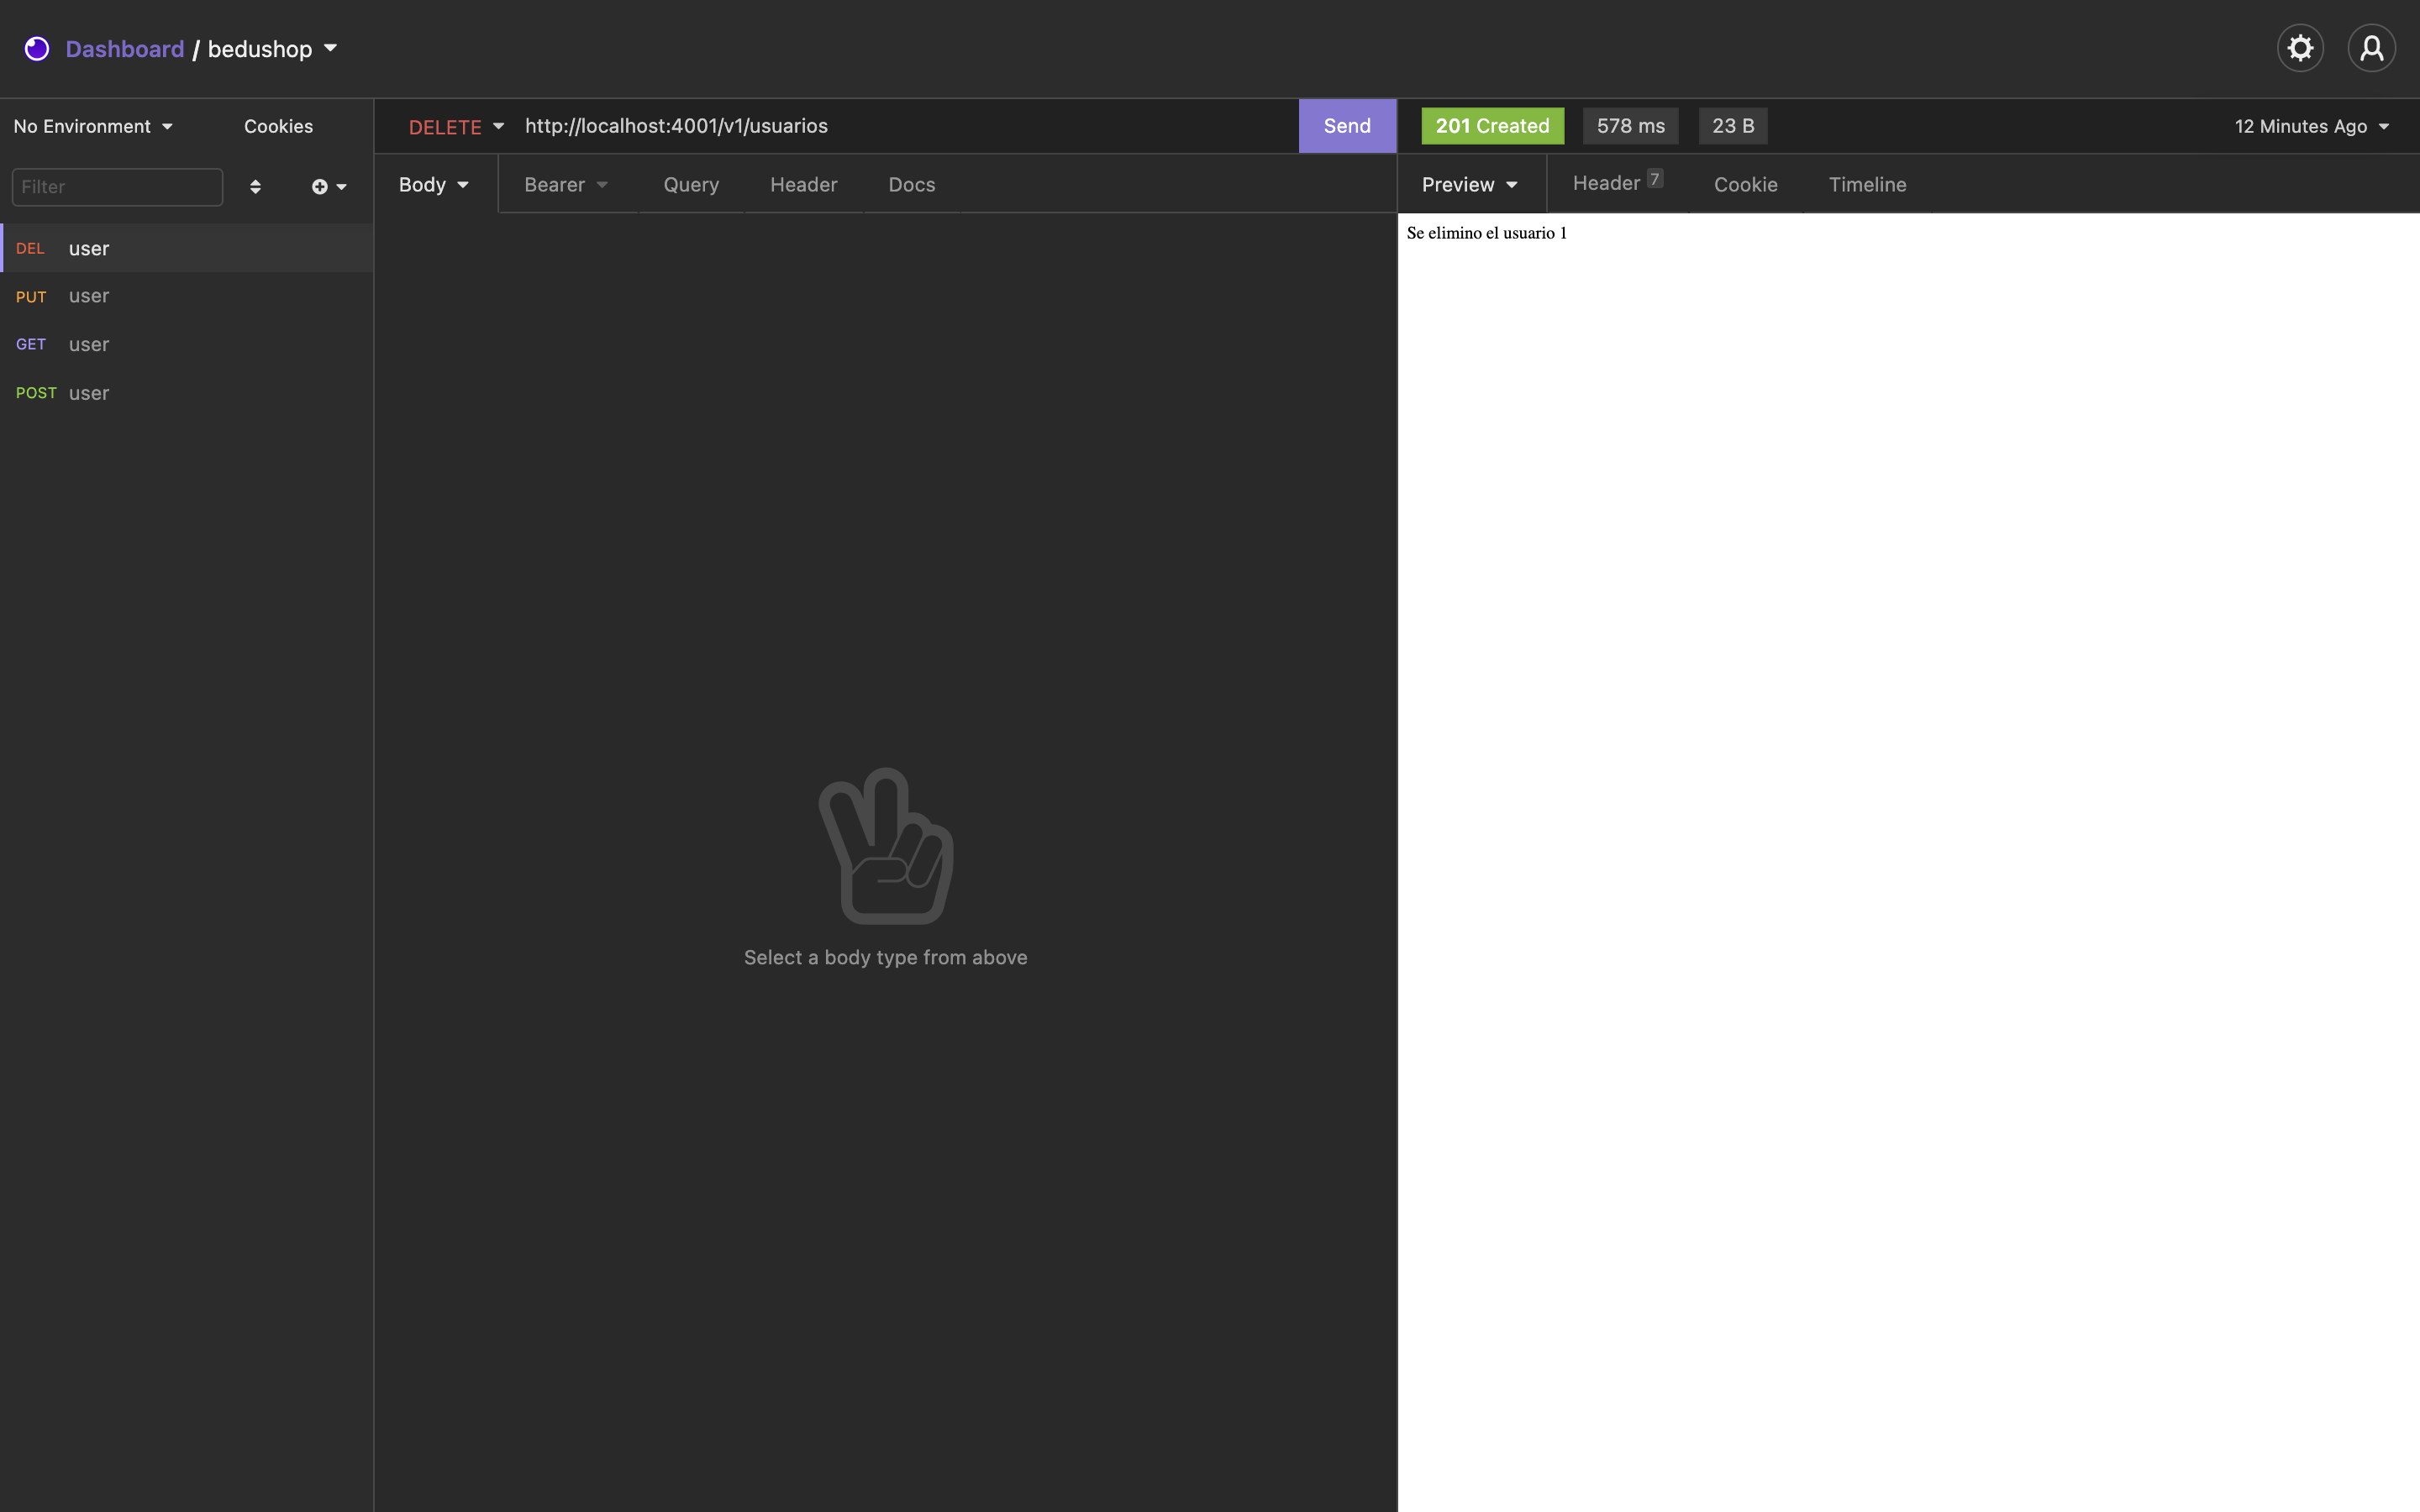 Dashboard / bedushop
No Environment
Cookies
DELETE
http://localhost:4001/v1/usuarios
Send
201 Created
578 ms
23 B
12 Minutes Ago
Filter
Body
Bearer
Query
Header
Docs
Preview
Header 7
Cookie
Timeline
DEL user
PUT user
GET user
POST user
Se elimino el usuario 1
Select a body type from above